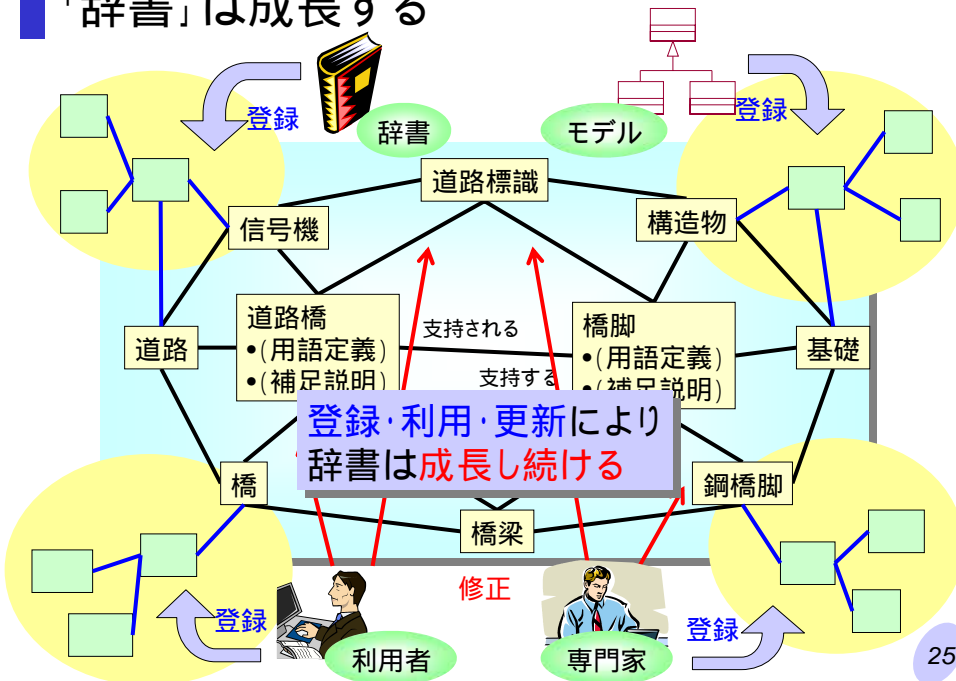 「辞書」は成長する
登録
辞書
モデル
登録
道路標識
信号機
構造物
道路橋
•(用語定義)
•(補足説明)
支持される
支持する
橋脚
•(用語定義)
•(補足説明)
道路
基礎
登録・利用・更新により
辞書は成長し続ける
橋
鋼橋脚
橋梁
修正
登録
利用者
専門家
登録
25